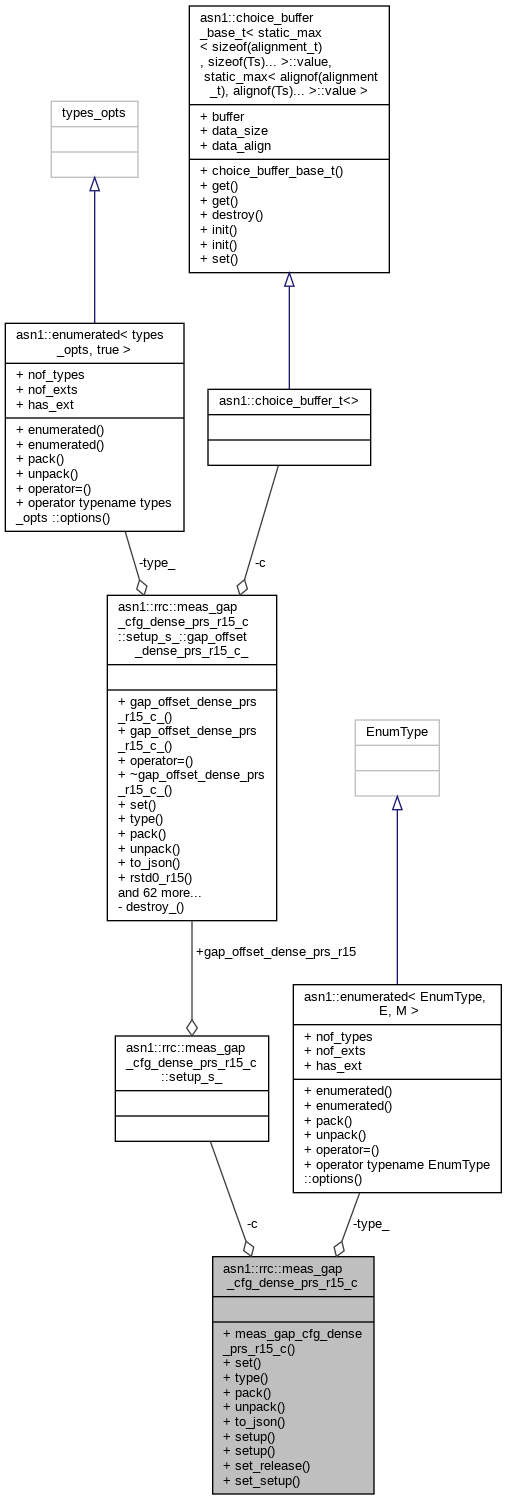 asn1::choice_buffer
_base_t< static_max
< sizeof(alignment_t)
, sizeof(Ts)... >::value,
static_max< alignof(alignment
_t), alignof(Ts)... >::value >
+ buffer
+ data_size
+ data_align
+ choice_buffer_base_t()
+ get()
+ get()
+ destroy()
+ init()
+ init()
+ set()
types_opts
asn1::enumerated< types
_opts, true >
+ nof_types
+ nof_exts
+ has_ext
+ enumerated()
+ enumerated()
+ pack()
+ unpack()
+ operator=()
+ operator typename types
_opts ::options()
asn1::choice_buffer_t<>
-type_
-c
asn1::rrc::meas_gap
_cfg_dense_prs_r15_c
::setup_s_::gap_offset
_dense_prs_r15_c_
+ gap_offset_dense_prs
_r15_c_()
+ gap_offset_dense_prs
_r15_c_()
+ operator=()
+ ~gap_offset_dense_prs
_r15_c_()
+ set()
+ type()
+ pack()
+ unpack()
+ to_json()
+ rstd0_r15()
and 62 more...
- destroy_()
EnumType
+gap_offset_dense_prs_r15
asn1::enumerated< EnumType,
E, M >
+ nof_types
+ nof_exts
+ has_ext
+ enumerated()
+ enumerated()
+ pack()
+ unpack()
+ operator=()
+ operator typename EnumType
::options()
asn1::rrc::meas_gap
_cfg_dense_prs_r15_c
::setup_s_
-c
-type_
asn1::rrc::meas_gap
_cfg_dense_prs_r15_c
+ meas_gap_cfg_dense
_prs_r15_c()
+ set()
+ type()
+ pack()
+ unpack()
+ to_json()
+ setup()
+ setup()
+ set_release()
+ set_setup()